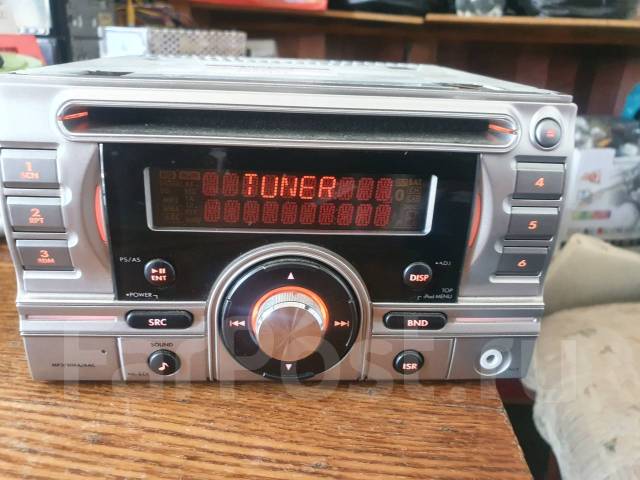 TUNER
1
SCN
2
RPT
3
RDM
4
5
6
PS/AS
ENT
POWER
SRC
SOUND
ADJ
DISP
TOP
iPod MENU
BND
ISR
MP3/WMA/AAC
FarPost.ru